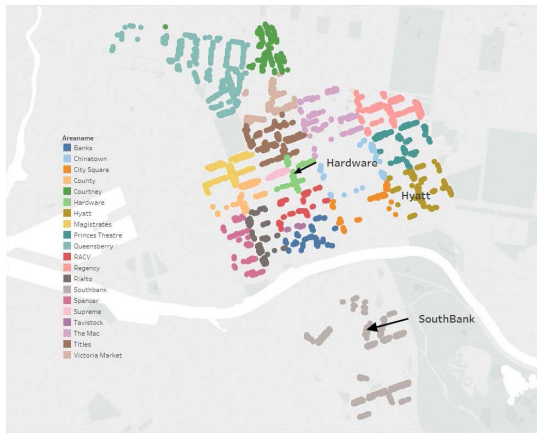 Areaname
Banks
Chinatown
City Square
County
Courtney
Hardware
Hyatt
Magistrates
Princes Theatre
Queensberry
RACV
Regency
Rialto
Southbank
Spencer
Supreme
Tavistock
The Mac
Titles
Victoria Market
Hardware
Hyatt
SouthBank